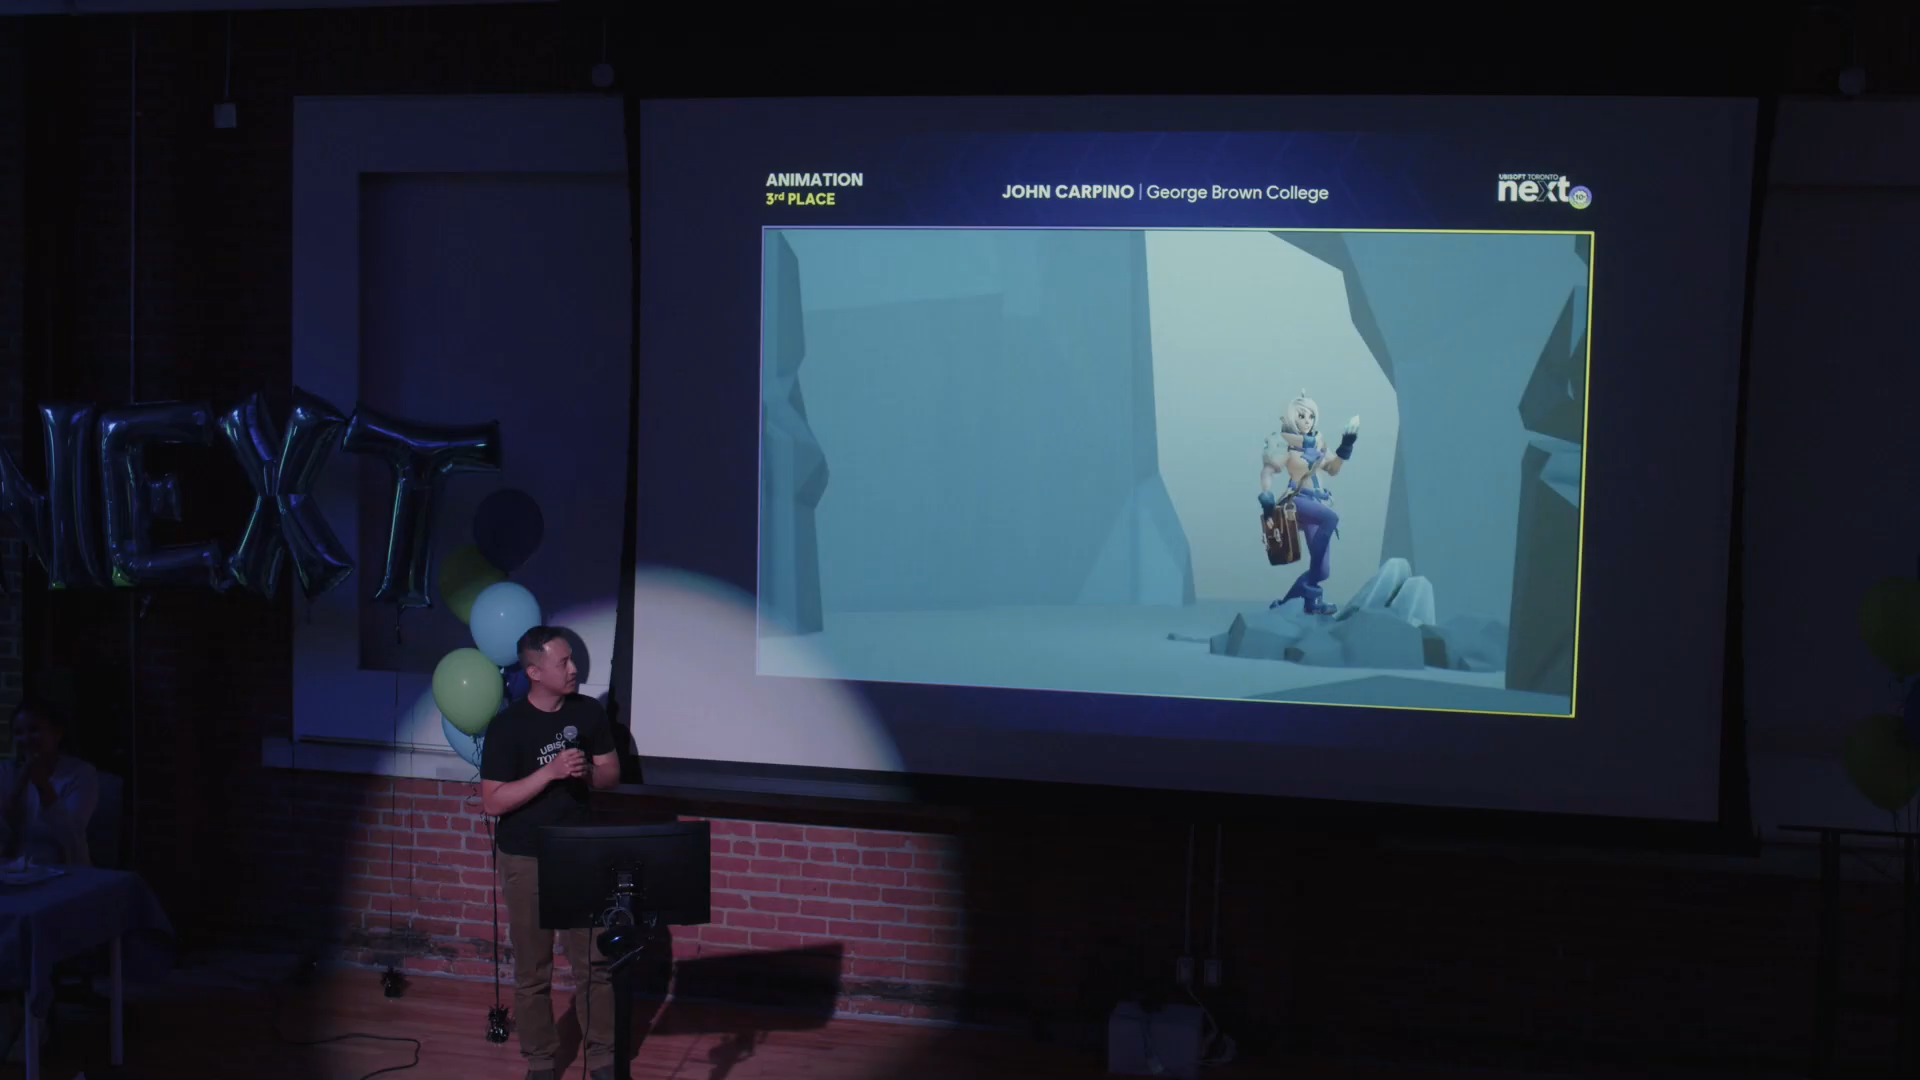 ANIMATION
3rd PLACE
JOHN CARPINO | George Brown College
UBISOFT TORONTO
next
NEXT